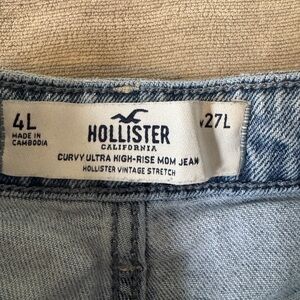 4L
MADE IN
CAMBODIA
HOLLISTER
CALIFORNIA
CURVY ULTRA HIGH-RISE MOM JEAN
HOLLISTER VINTAGE STRETCH
27L